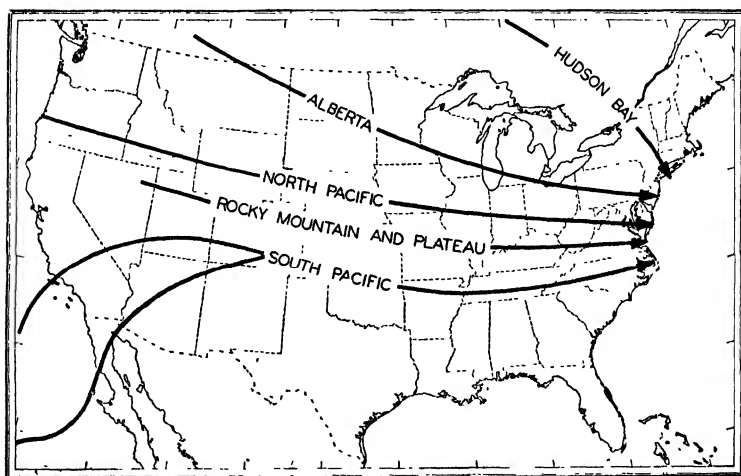 HUDSON BAY
ALBERTA
NORTH PACIFIC
ROCKY MOUNTAIN AND PLATEAU
SOUTH PACIFIC